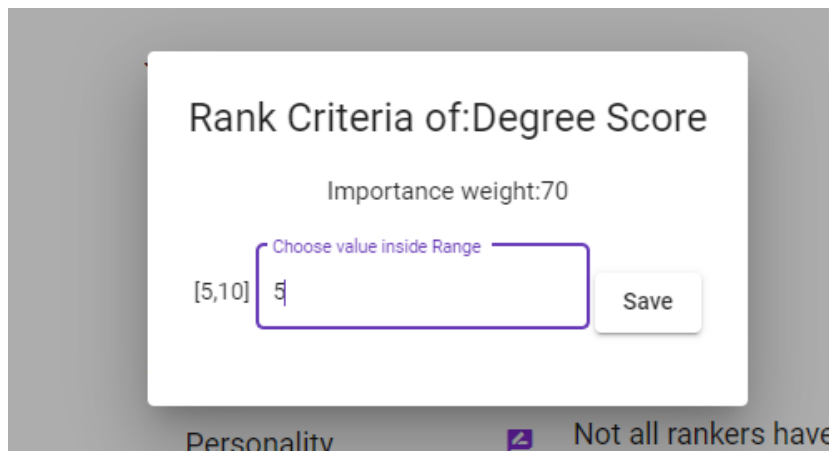 Rank Criteria of:Degree Score
Importance weight:70
Choose value inside Range
[5,10] 5 Save
Personality Not all rankers have